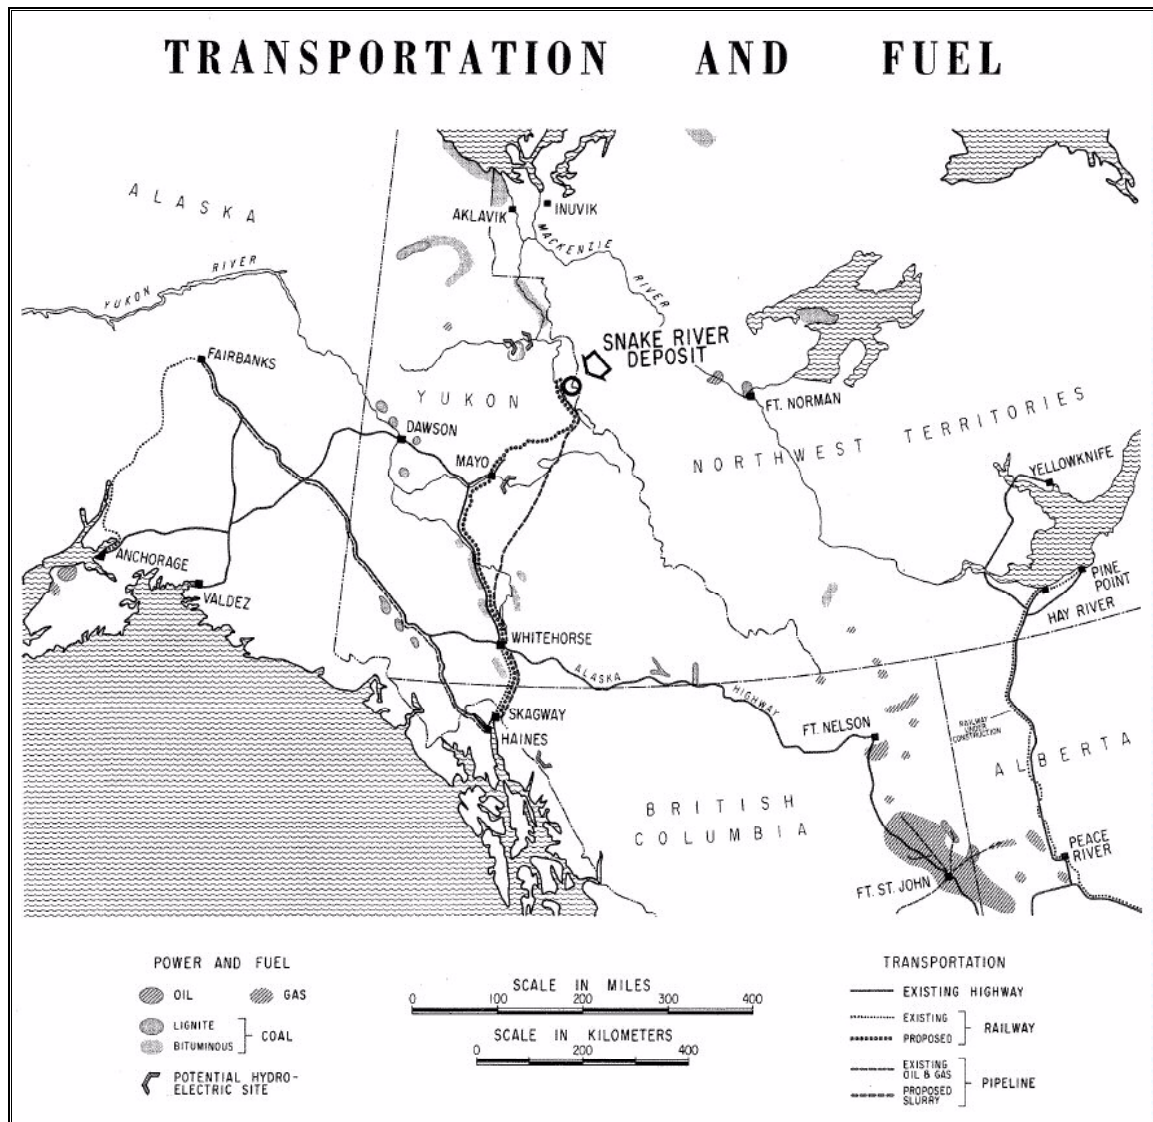 TRANSPORTATION AND FUEL
ALASKA
AKLAVIK
INUVIK
MACKENZIE
RIVER
YUKON RIVER
SNAKE RIVER
DEPOSIT
FAIRBANKS
YUKON
FT. NORMAN
DAWSON
NORTHWEST TERRITORIES
MAYO
YELLOWKNIFE
ANCHORAGE
VALDEZ
PINE
POINT
HAY RIVER
WHITEHORSE
ALASKA
HIGHWAY
SKAGWAY
HAINES
FT. NELSON
RAILWAY
UNDER
CONSTRUCTION
ALBERTA
BRITISH
COLUMBIA
PEACE
RIVER
FT. ST. JOHN
POWER AND FUEL
OIL
GAS
LIGNITE
BITUMINOUS
COAL
POTENTIAL HYDRO-
ELECTRIC SITE
SCALE IN MILES
0 100 200 300 400
SCALE IN KILOMETERS
0 200 400
TRANSPORTATION
EXISTING HIGHWAY
EXISTING
PROPOSED
RAILWAY
EXISTING
OIL & GAS
PROPOSED
SLURRY
PIPELINE